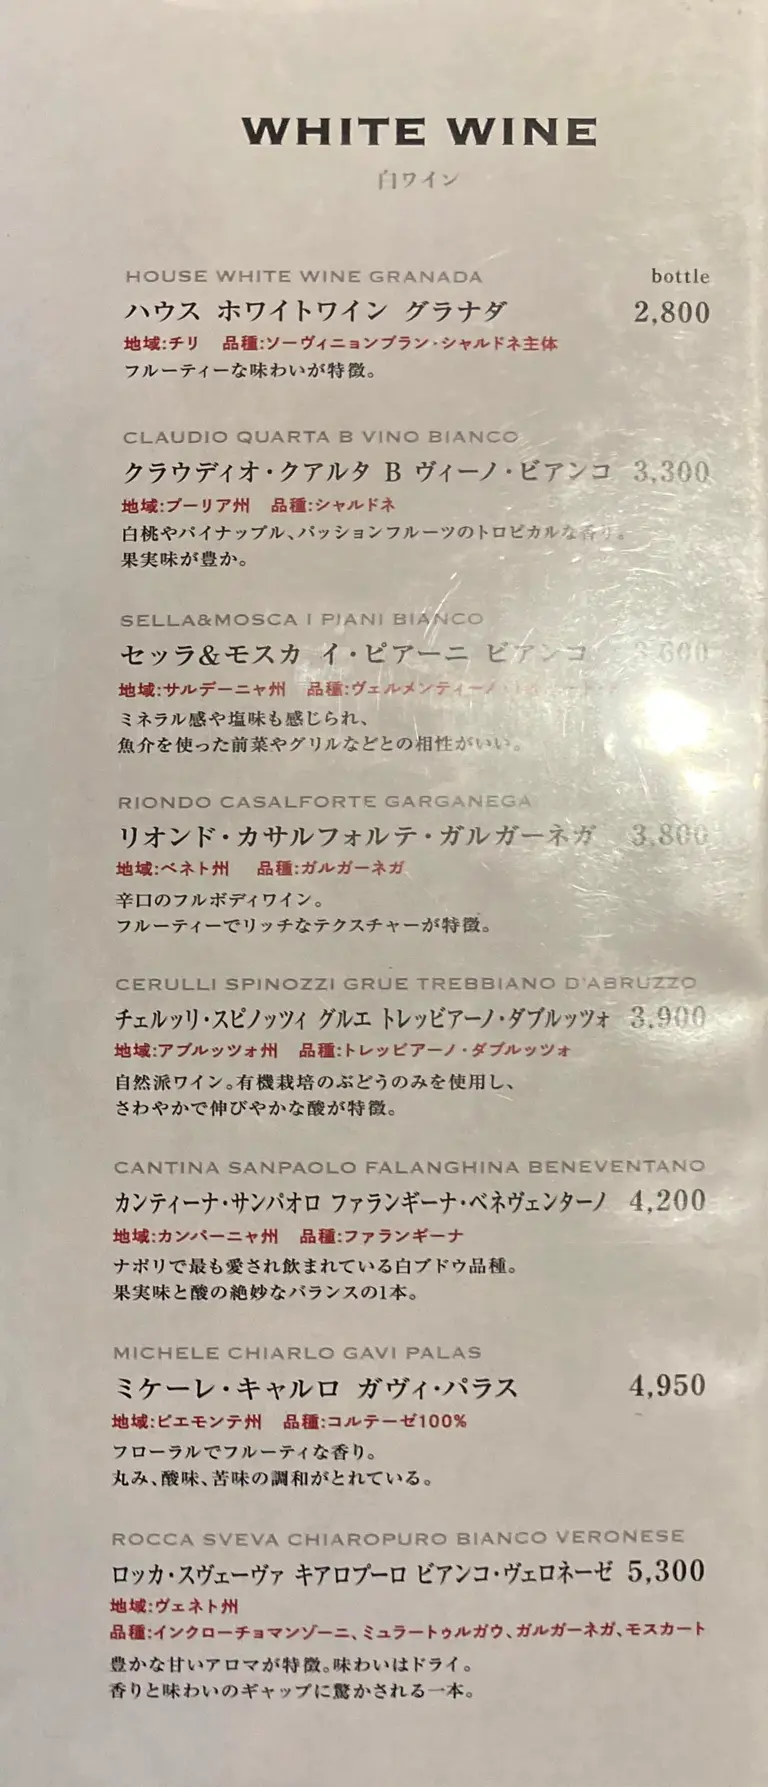 WHITE WINE
白ワイン
HOUSE WHITE WINE GRANADA bottle
ハウス ホワイトワイン グラナダ 2,800
地域:チリ 品種:ソーヴィニョンブラン・シャルドネ主体
フルーティーな味わいが特徴。
CLAUDIO QUARTA B VINO BIANCO
クラウディオ・クアルタ B ヴィーノ・ビアンコ 3,300
地域:プーリア州 品種:シャルドネ
白桃やパイナップル、パッションフルーツのトロピカルな香り。
果実味が豊か。
SELLA&MOSCA I PIANI BIANCO
セッラ&モスカ イ・ピアーニ ビアンコ 3,600
地域:サルデーニャ州 品種:ヴェルメンティーノ・
ミネラル感や塩味も感じられ、
魚介を使った前菜やグリルなどとの相性がいい。
RIONDO CASALFORTE GARGANEGA
リオンド・カサルフォルテ・ガルガーネガ 3,800
地域:ベネト州 品種:ガルガーネガ
辛口のフルボディワイン。
フルーティーでリッチなテクスチャーが特徴。
CERULLI SPINOZZI GRUE TREBBIANO D'ABRUZZO
チェルッリ・スピノッツィ グルエ トレッビアーノ・ダブルッツォ 3,900
地域:アブルッツォ州 品種:トレッビアーノ・ダブルッツォ
自然派ワイン。有機栽培のぶどうのみを使用し、
さわやかで伸びやかな酸が特徴。
CANTINA SANPAOLO FALANGHINA BENEVENTANO
カンティーナ・サンパオロ ファランギーナ・ベネヴェンターノ 4,200
地域:カンパーニャ州 品種:ファランギーナ
ナポリで最も愛され飲まれている白ブドウ品種。
果実味と酸の絶妙なバランスの1本。
MICHELE CHIARLO GAVI PALAS
ミケーレ・キャルロ ガヴィ・パラス 4,950
地域:ピエモンテ州 品種:コルテーゼ100%
フローラルでフルーティな香り。
丸み、酸味、苦味の調和がとれている。
ROCCA SVEVA CHIAROPURO BIANCO VERONESE
ロッカ・スヴェーヴァ キアロプーロ ビアンコ・ヴェロネーゼ 5,300
地域:ヴェネト州
品種:インクローチョマンゾーニ、ミュラートゥルガウ、ガルガーネガ、モスカート
豊かな甘いアロマが特徴。味わいはドライ。
香りと味わいのギャップに驚かされる一本。